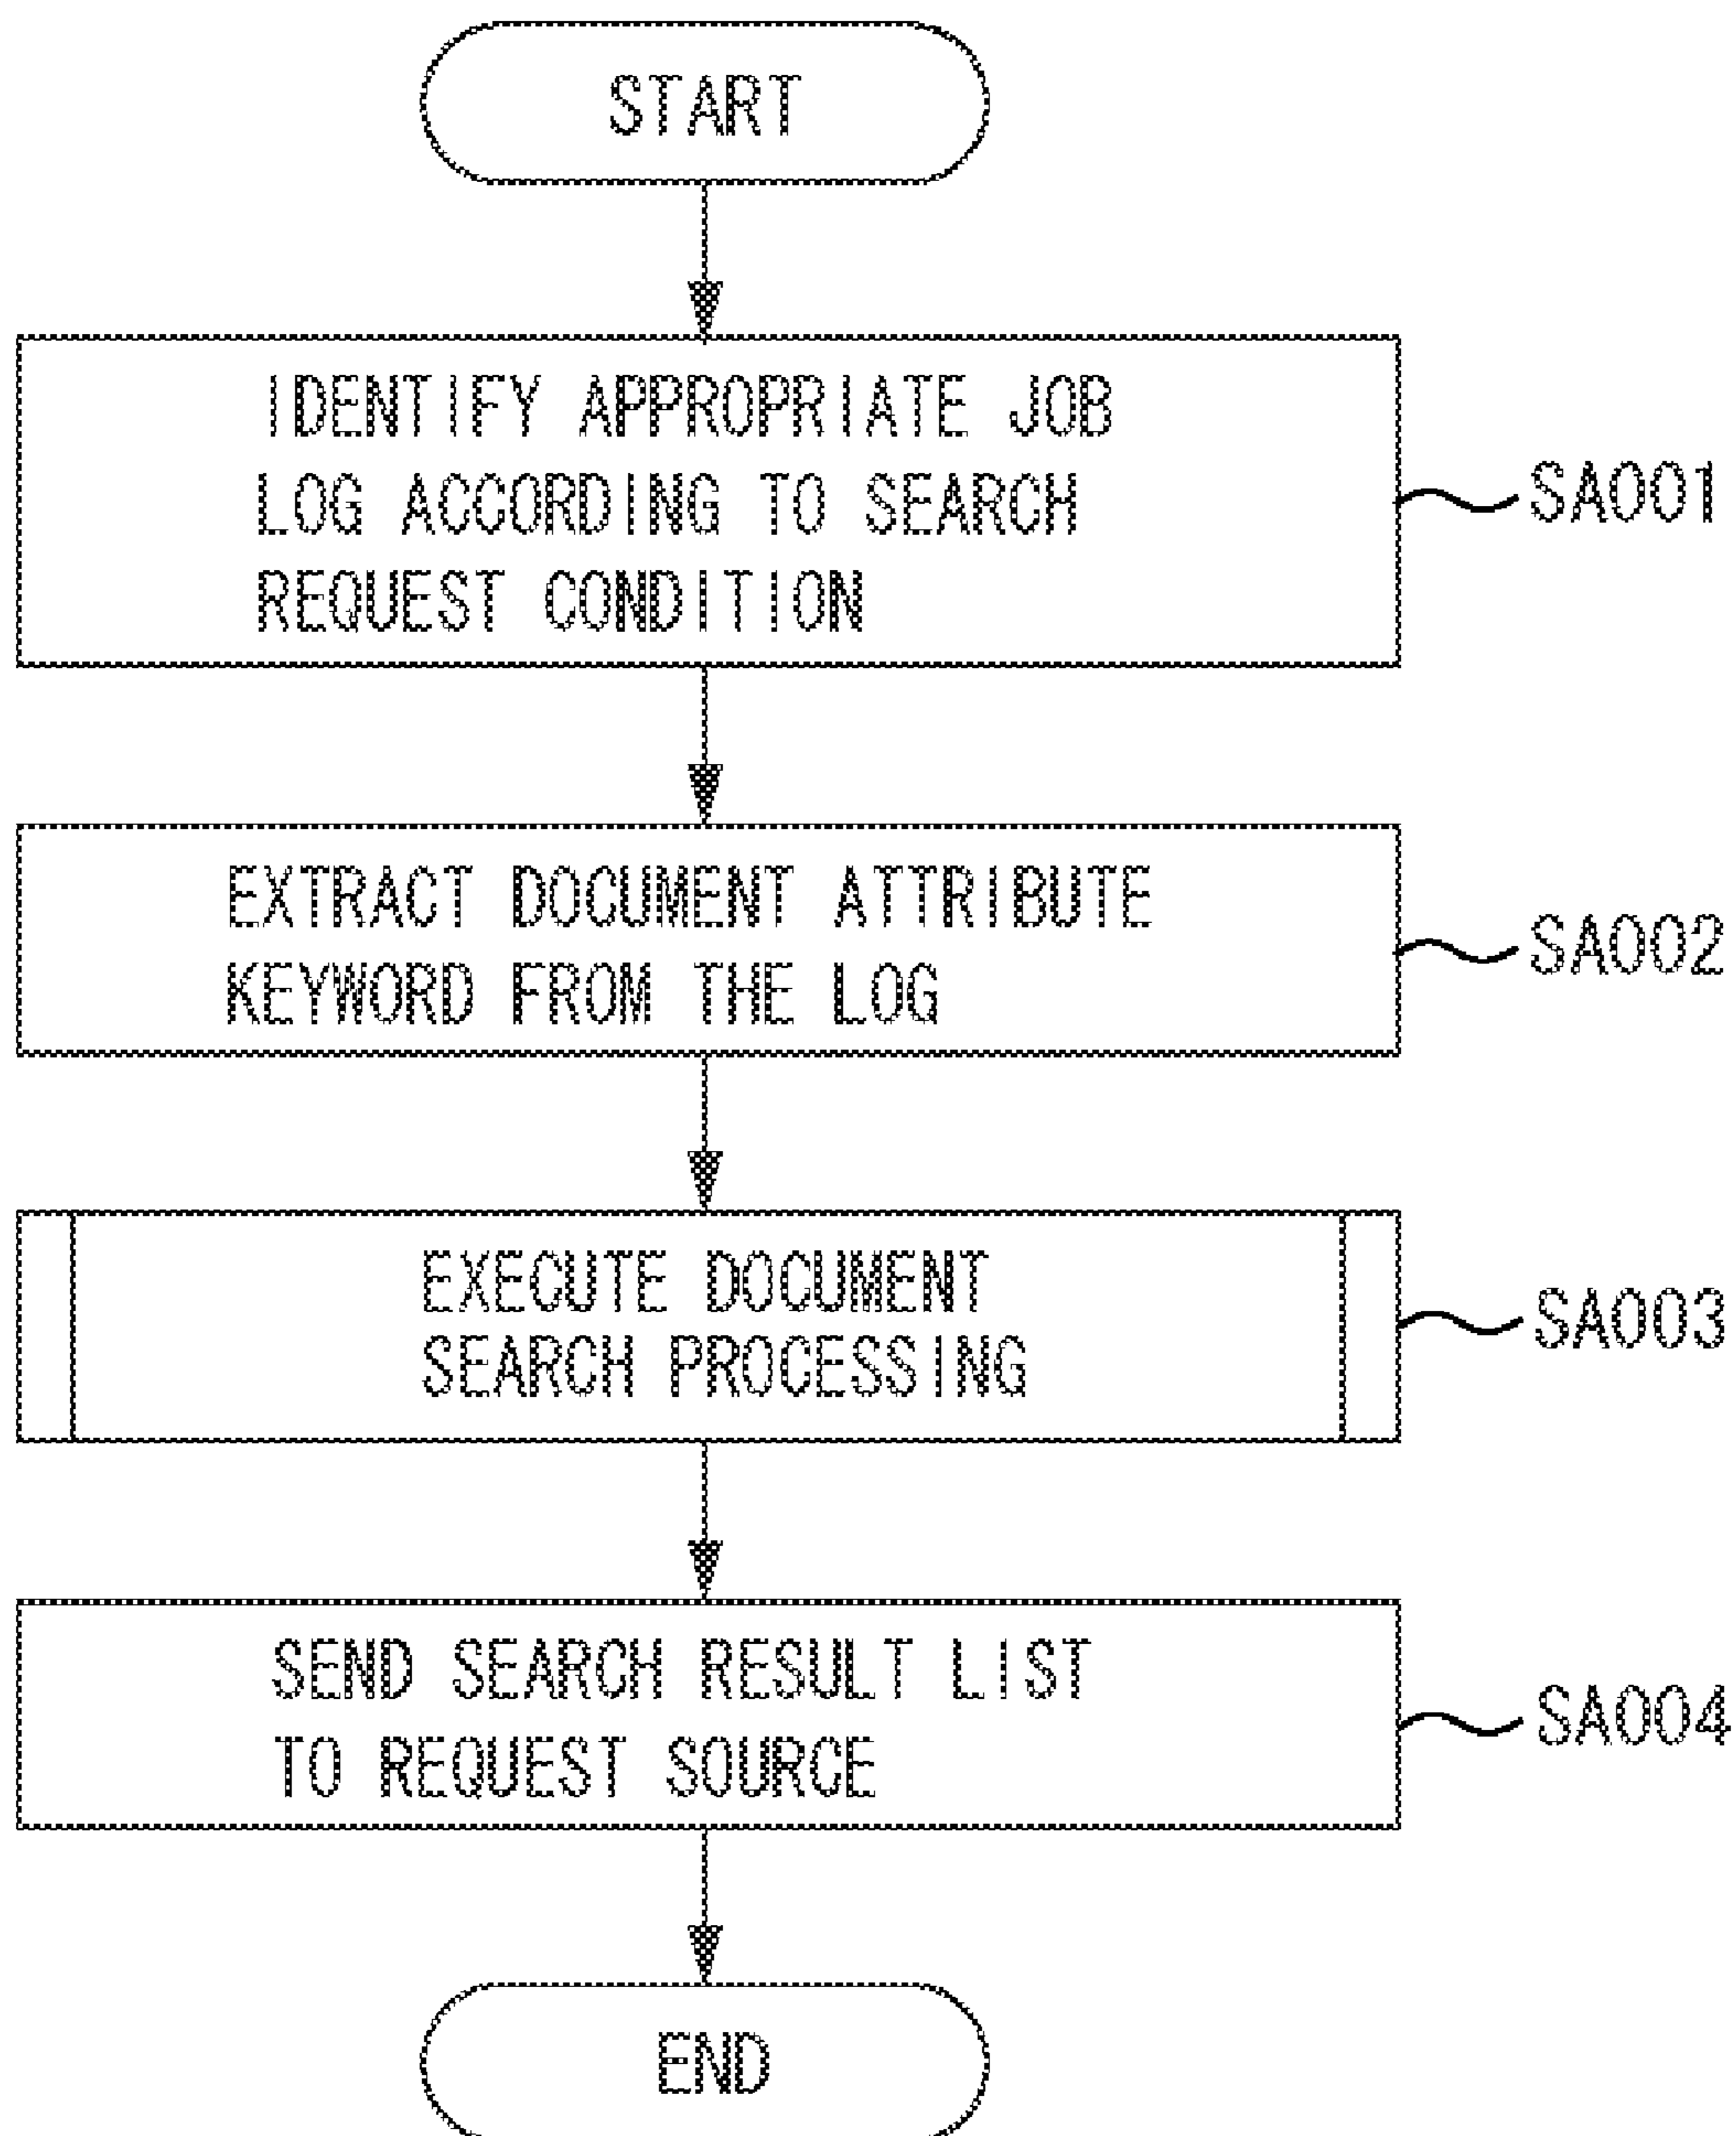 START
IDENTIFY APPROPRIATE JOB
LOG ACCORDING TO SEARCH
REQUEST CONDITION
SA001
EXTRACT DOCUMENT ATTRIBUTE
KEYWORD FROM THE LOG
SA002
EXECUTE DOCUMENT
SEARCH PROCESSING
SA003
SEND SEARCH RESULT LIST
TO REQUEST SOURCE
SA004
END